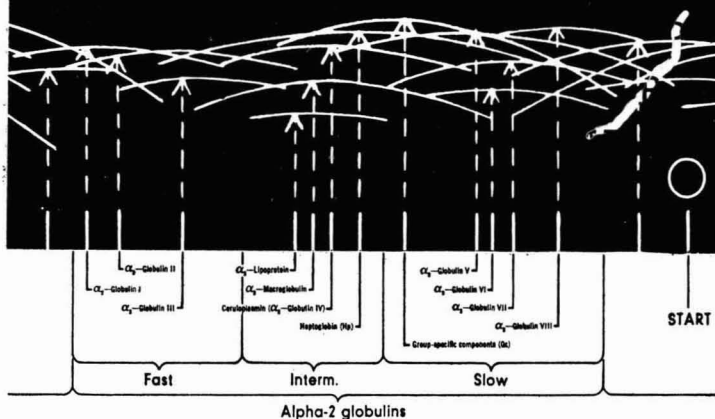 α₂—Globulin II
α₂—Lipoprotein
α₂—Globulin V
α₂—Globulin I
α₂—Macroglobulin
α₂—Globulin VI
α₂—Globulin III
Ceruloplasmin (α₂—Globulin IV)
α₂—Globulin VII
START
Haptoglobin (Hp)
α₂—Globulin VIII
Group-specific components (Gc)
Fast
Interm.
Slow
Alpha-2 globulins